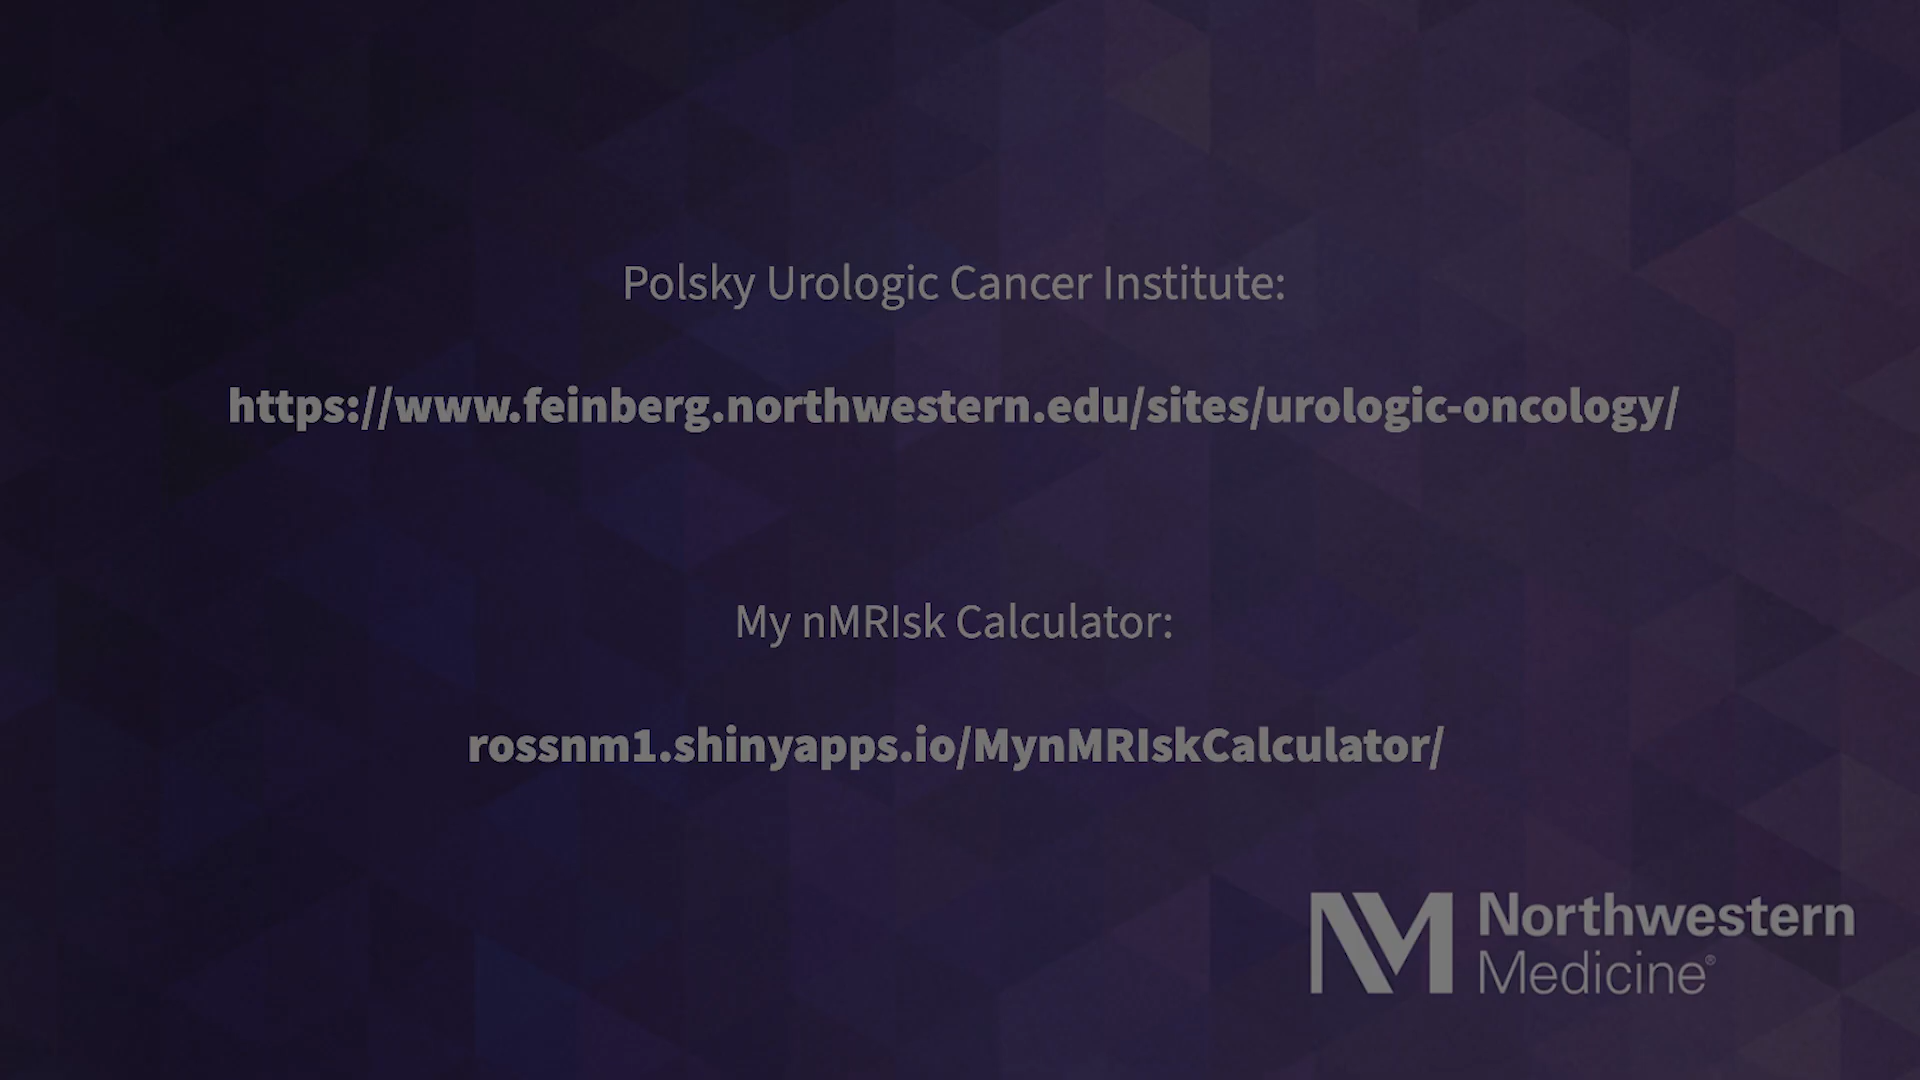 Polsky Urologic Cancer Institute:
https://www.feinberg.northwestern.edu/sites/urologic-oncology/
My nMRIsk Calculator:
rossnm1.shinyapps.io/MynMRIskCalculator/
NM Northwestern
Medicine®